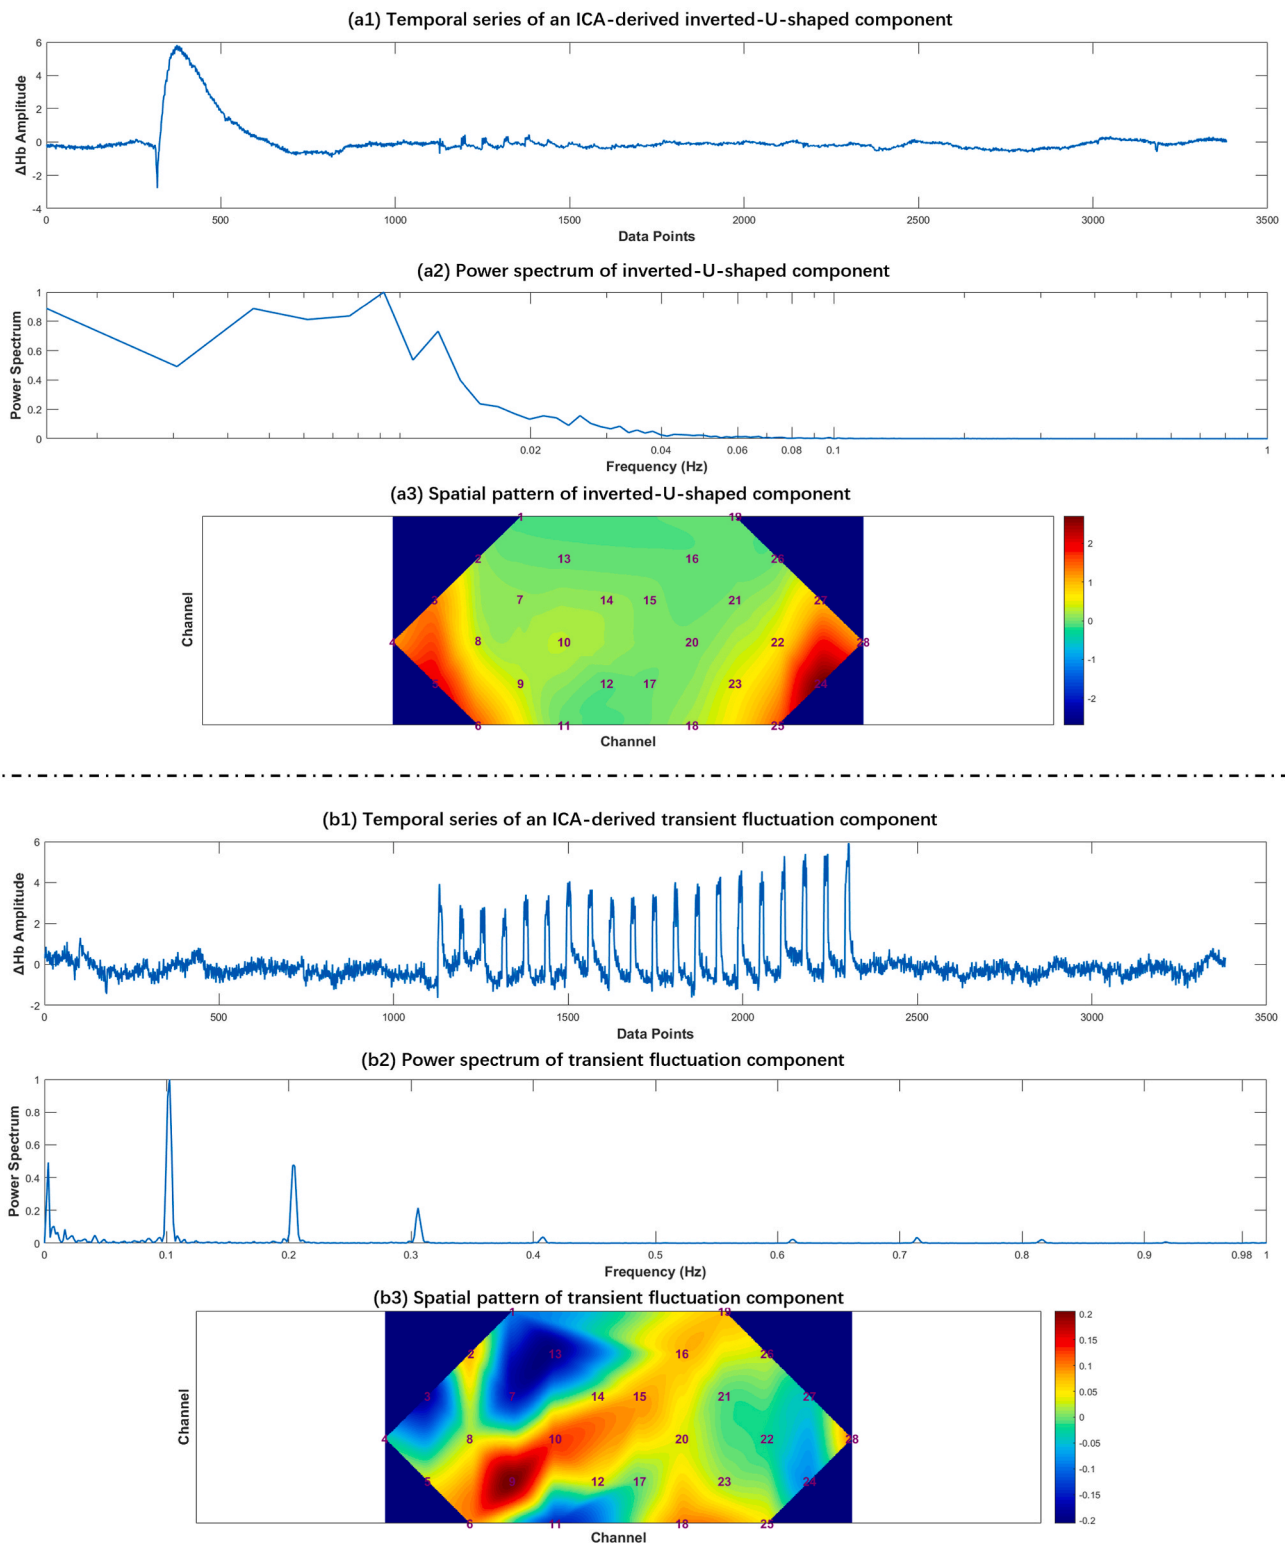 (a1) Temporal series of an ICA-derived inverted-U-shaped component
6
4
2
0
-2
-4
ΔHb Amplitude
0 500 1000 1500 2000 2500 3000 3500
Data Points
(a2) Power spectrum of inverted-U-shaped component
1
0.8
0.6
0.4
0.2
0
Power Spectrum
0.02 0.04 0.06 0.08 0.1 1
Frequency (Hz)
(a3) Spatial pattern of inverted-U-shaped component
1 19
2 13 16 26
3 7 14 15 21 27
4 8 10 20 22 28
5 9 12 17 23 24
6 11 18 25
Channel
Channel
2
1
0
-1
-2
(b1) Temporal series of an ICA-derived transient fluctuation component
6
4
2
0
-2
ΔHb Amplitude
0 500 1000 1500 2000 2500 3000 3500
Data Points
(b2) Power spectrum of transient fluctuation component
1
0.8
0.6
0.4
0.2
0
Power Spectrum
0 0.1 0.2 0.3 0.4 0.5 0.6 0.7 0.8 0.9 0.98 1
Frequency (Hz)
(b3) Spatial pattern of transient fluctuation component
1 19
2 13 16 26
3 7 14 15 21 27
4 8 10 20 22 28
5 9 12 17 23 24
6 11 18 25
Channel
Channel
0.2
0.15
0.1
0.05
0
-0.05
-0.1
-0.15
-0.2